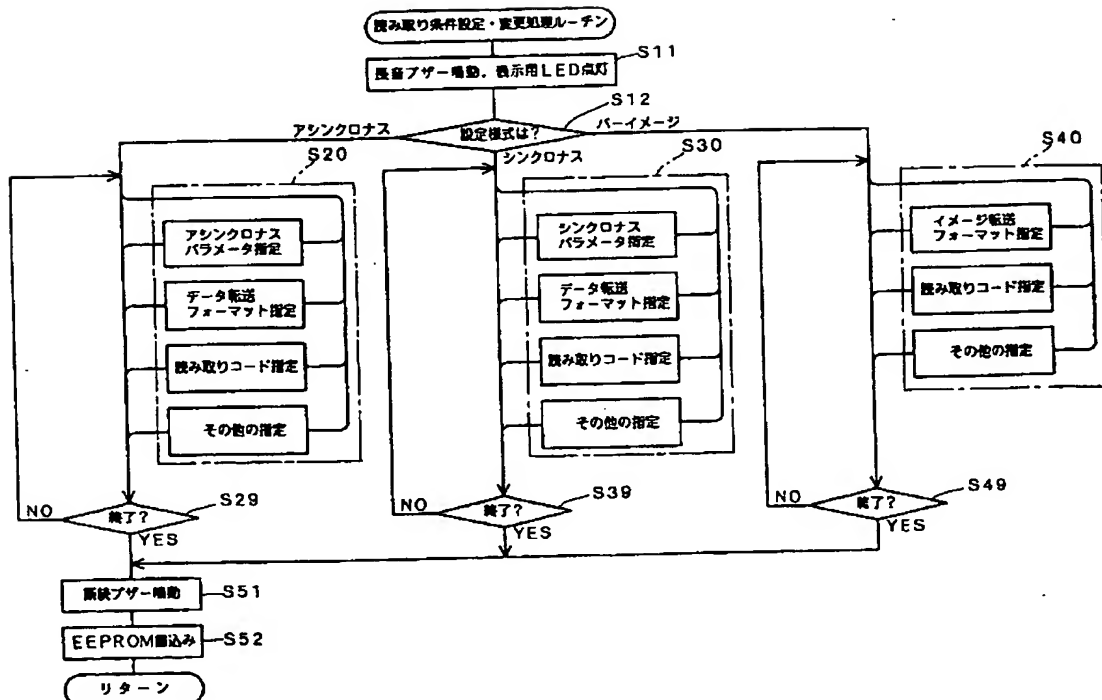 読み取り条件設定・変更処理ルーチン
S11
長音ブザー鳴動，表示用LED点灯
S12
設定様式は？
アシンクロナス
シンクロナス
バーイメージ
S20
アシンクロナス
パラメータ指定
データ転送
フォーマット指定
読み取りコード指定
その他の指定
S30
シンクロナス
パラメータ指定
データ転送
フォーマット指定
読み取りコード指定
その他の指定
S40
イメージ転送
フォーマット指定
読み取りコード指定
その他の指定
S29
終了？
NO
YES
S39
終了？
NO
YES
S49
終了？
NO
YES
断続ブザー鳴動
S51
EEPROM書込み
S52
リターン